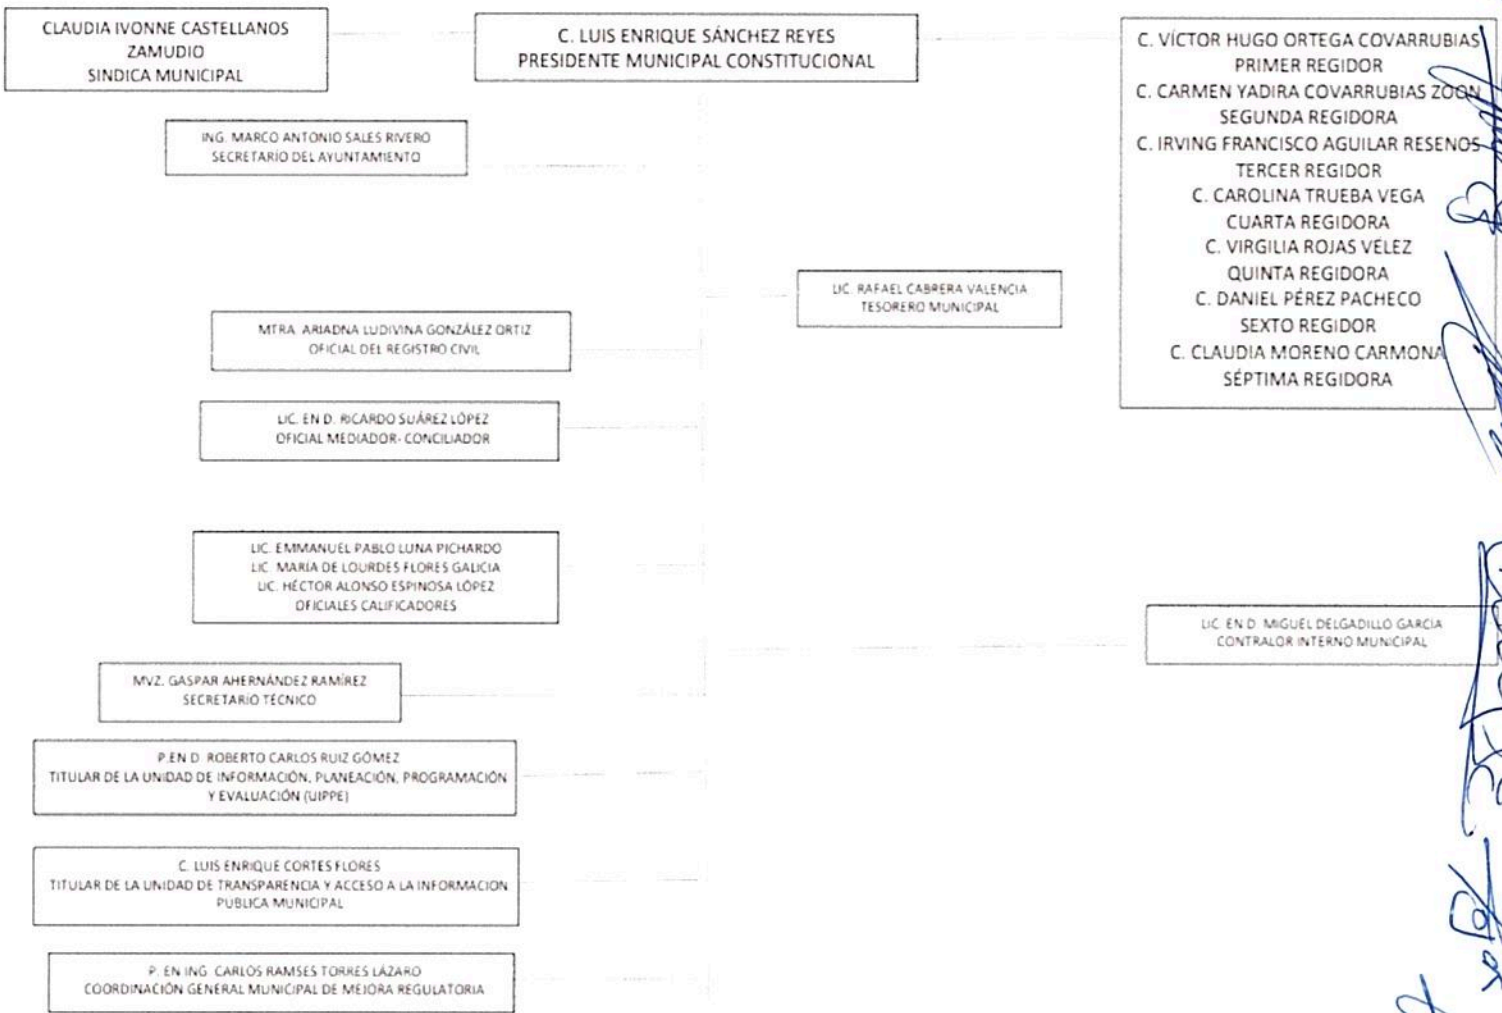 CLAUDIA IVONNE CASTELLANOS
ZAMUDIO
SINDICA MUNICIPAL
C. LUIS ENRIQUE SÁNCHEZ REYES
PRESIDENTE MUNICIPAL CONSTITUCIONAL
C. VÍCTOR HUGO ORTEGA COVARRUBIAS
PRIMER REGIDOR
C. CARMEN YADIRA COVARRUBIAS ZOON
SEGUNDA REGIDORA
C. IRVING FRANCISCO AGUILAR RESENOS
TERCER REGIDOR
C. CAROLINA TRUEBA VEGA
CUARTA REGIDORA
C. VIRGILIA ROJAS VÉLEZ
QUINTA REGIDORA
C. DANIEL PÉREZ PACHECO
SEXTO REGIDOR
C. CLAUDIA MORENO CARMONA
SÉPTIMA REGIDORA
ING. MARCO ANTONIO SALES RIVERO
SECRETARIO DEL AYUNTAMIENTO
LIC. RAFAEL CABRERA VALENCIA
TESORERO MUNICIPAL
MTRA. ARIADNA LUDIVINA GONZÁLEZ ORTIZ
OFICIAL DEL REGISTRO CIVIL
LIC. EN D. RICARDO SUÁREZ LÓPEZ
OFICIAL MEDIADOR- CONCILIADOR
LIC. EMMANUEL PABLO LUNA PICHARDO
LIC. MARÍA DE LOURDES FLORES GALICIA
LIC. HÉCTOR ALONSO ESPINOSA LÓPEZ
OFICIALES CALIFICADORES
LIC. EN D. MIGUEL DELGADILLO GARCIA
CONTRALOR INTERNO MUNICIPAL
MVZ. GASPAR AHERNÁNDEZ RAMÍREZ
SECRETARIO TÉCNICO
P.EN D. ROBERTO CARLOS RUIZ GÓMEZ
TITULAR DE LA UNIDAD DE INFORMACIÓN, PLANEACIÓN, PROGRAMACIÓN
Y EVALUACIÓN (UIPPE)
C. LUIS ENRIQUE CORTES FLORES
TITULAR DE LA UNIDAD DE TRANSPARENCIA Y ACCESO A LA INFORMACION
PUBLICA MUNICIPAL
P. EN ING. CARLOS RAMSES TORRES LÁZARO
COORDINACIÓN GENERAL MUNICIPAL DE MEJORA REGULATORIA